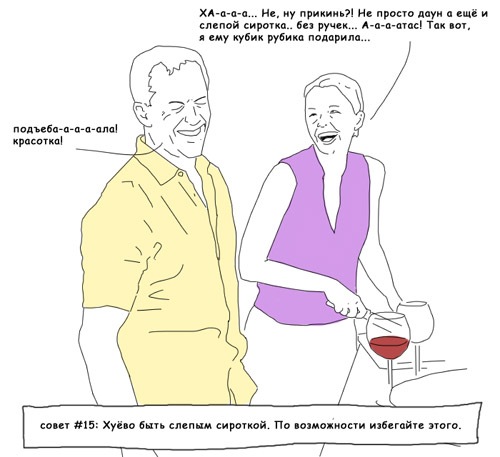 ХА-а-а-а... Не, ну прикинь?! Не просто даун а ещё и
слепой сиротка.. без ручек... А-а-а-атас! Так вот,
я ему кубик рубика подарила...
подъеба-а-а-а-ала!
красотка!
совет #15: Хуёво быть слепым сироткой. По возможности избегайте этого.